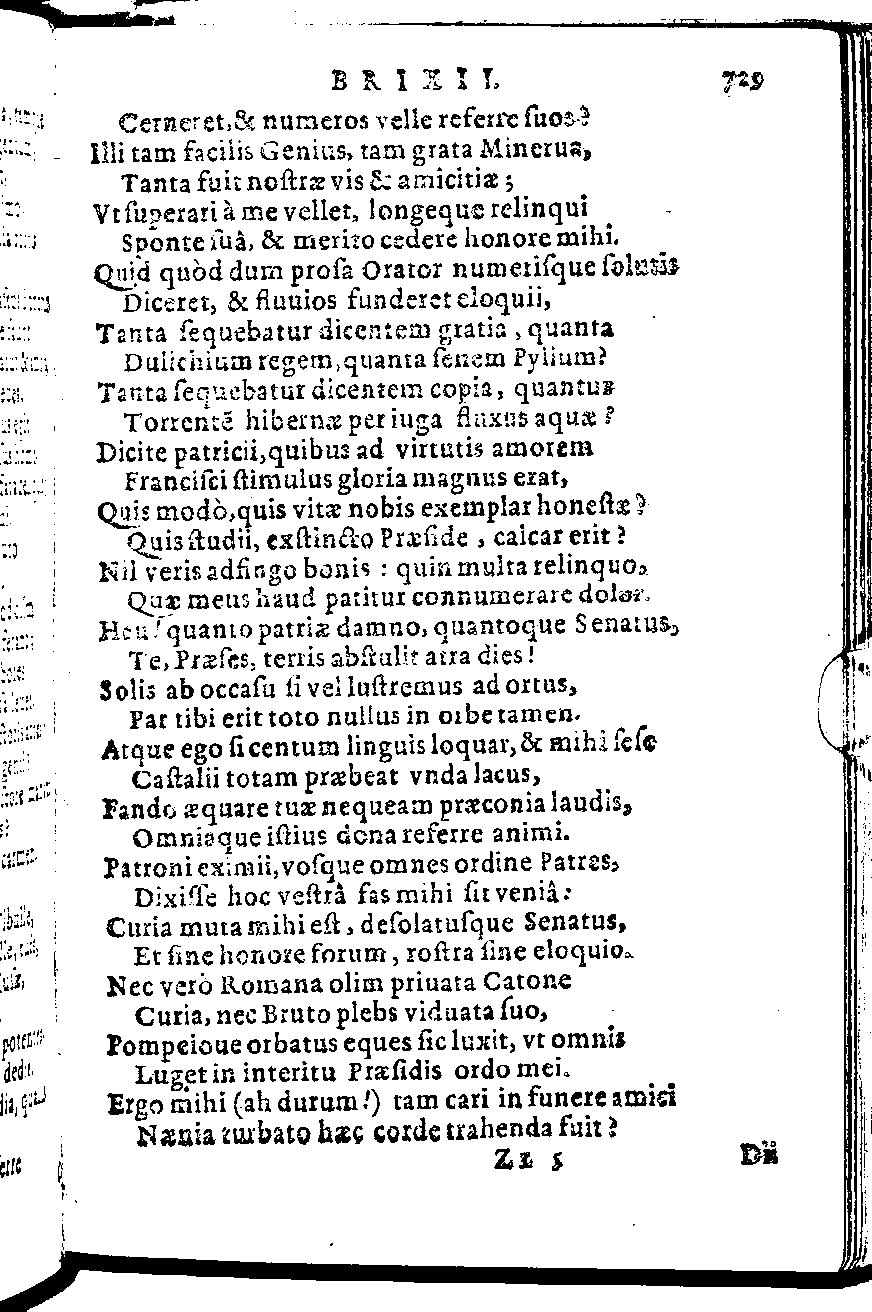 BRIXII. 729
Cerneret, & numeros velle referre ſuos?
Illi tam facilis Genius, tam grata Minerua,
Tanta fuit noſtræ vis & amicitiæ;
Vt ſuperari à me vellet, longeque relinqui
Sponte ſuâ, & merito cedere honore mihi.
Quid quòd dum proſa Orator numeriſque ſolutis
Diceret, & fluuios funderet eloquii,
Tanta ſequebatur dicentem gratia, quanta
Dulichium regem, quanta ſenem Pylium?
Tanta ſequebatur dicentem copia, quantus
Torrentẽ hibernæ per iuga fluxus aquæ?
Dicite patricii, quibus ad virtutis amorem
Franciſci ſtimulus gloria magnus erat,
Quis modò, quis vitæ nobis exemplar honeſtæ?
Quis ſtudii, exſtincto Præſide, calcar erit?
Nil veris adfingo bonis: quin multa relinquo,
Quæ meus haud patitur connumerare dolor.
Heu! quanto patriæ damno, quantoque Senatus,
Te, Præſes, terris abſtulit atra dies!
Solis ab occaſu ſi vel luſtremus ad ortus,
Par tibi erit toto nullus in orbe tamen.
Atque ego ſi centum linguis loquar, & mihi ſeſe
Caſtalii totam præbeat vnda lacus,
Fando æquare tuæ nequeam præconia laudis,
Omniaque iſtius dona referre animi.
Patroni eximii, voſque omnes ordine Patres,
Dixiſſe hoc veſtrâ fas mihi ſit veniâ:
Curia muta mihi eſt, deſolatuſque Senatus,
Et ſine honore forum, roſtra ſine eloquio.
Nec verò Romana olim priuata Catone
Curia, nec Bruto plebs viduata ſuo,
Pompeioue orbatus eques ſic luxit, vt omnis
Luget in interitu Præſidis ordo mei.
Ergo mihi (ah durum!) tam cari in funere amici
Nænia turbato hæc corde trahenda fuit?
Zz 5